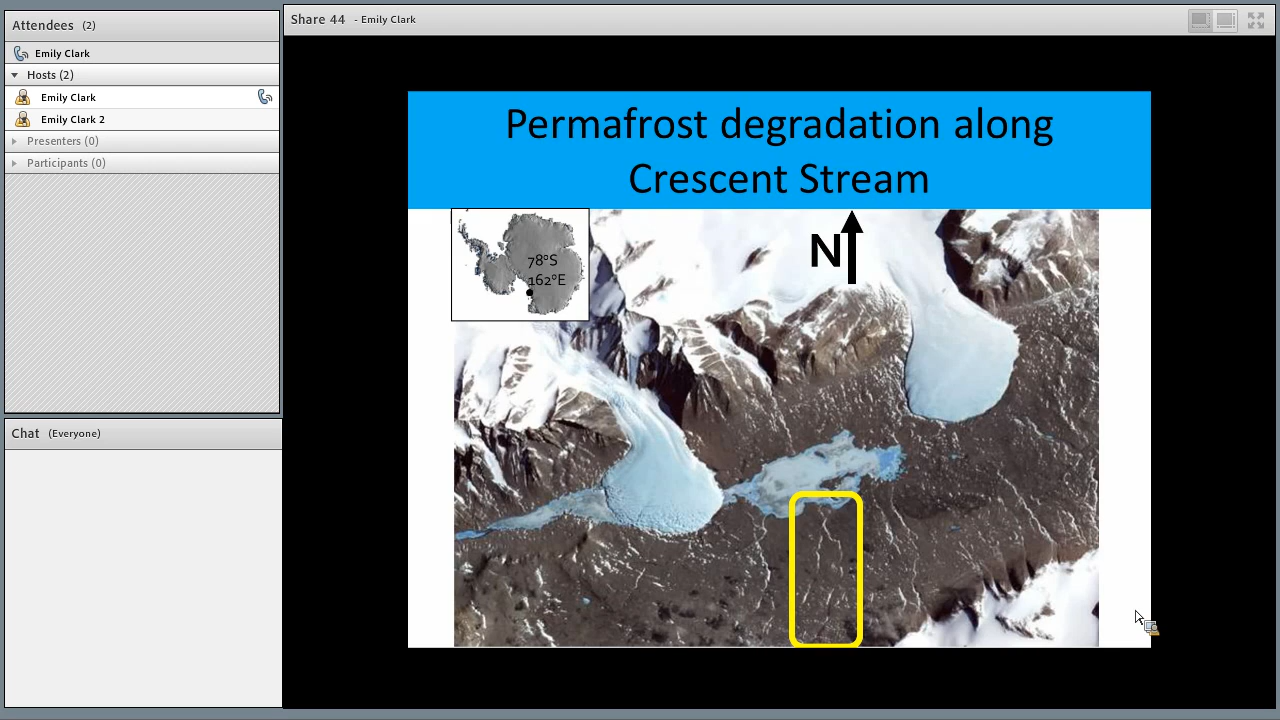 Attendees (2)
Emily Clark
Hosts (2)
Emily Clark
Emily Clark 2
Presenters (0)
Participants (0)
Chat (Everyone)
Share 44 - Emily Clark
Permafrost degradation along
Crescent Stream
78°S
162°E
N